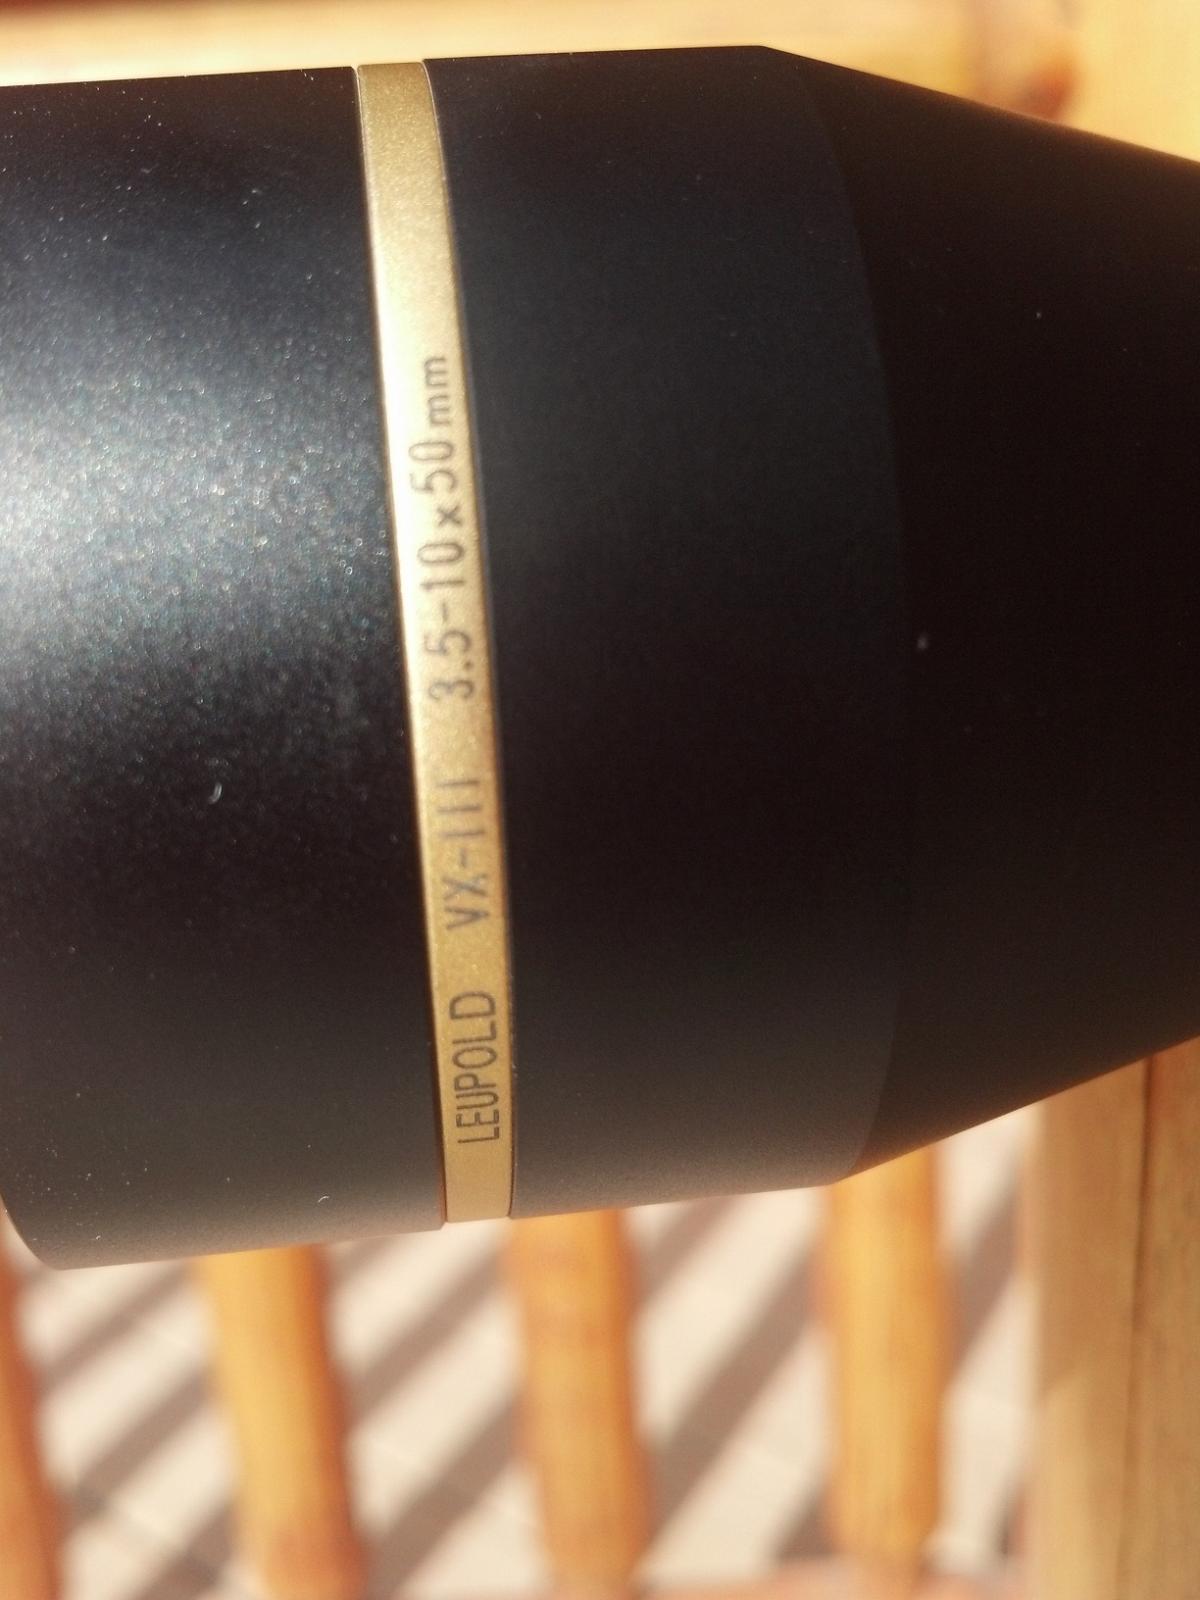 LEUPOLD VX-III 3.5-10x50mm